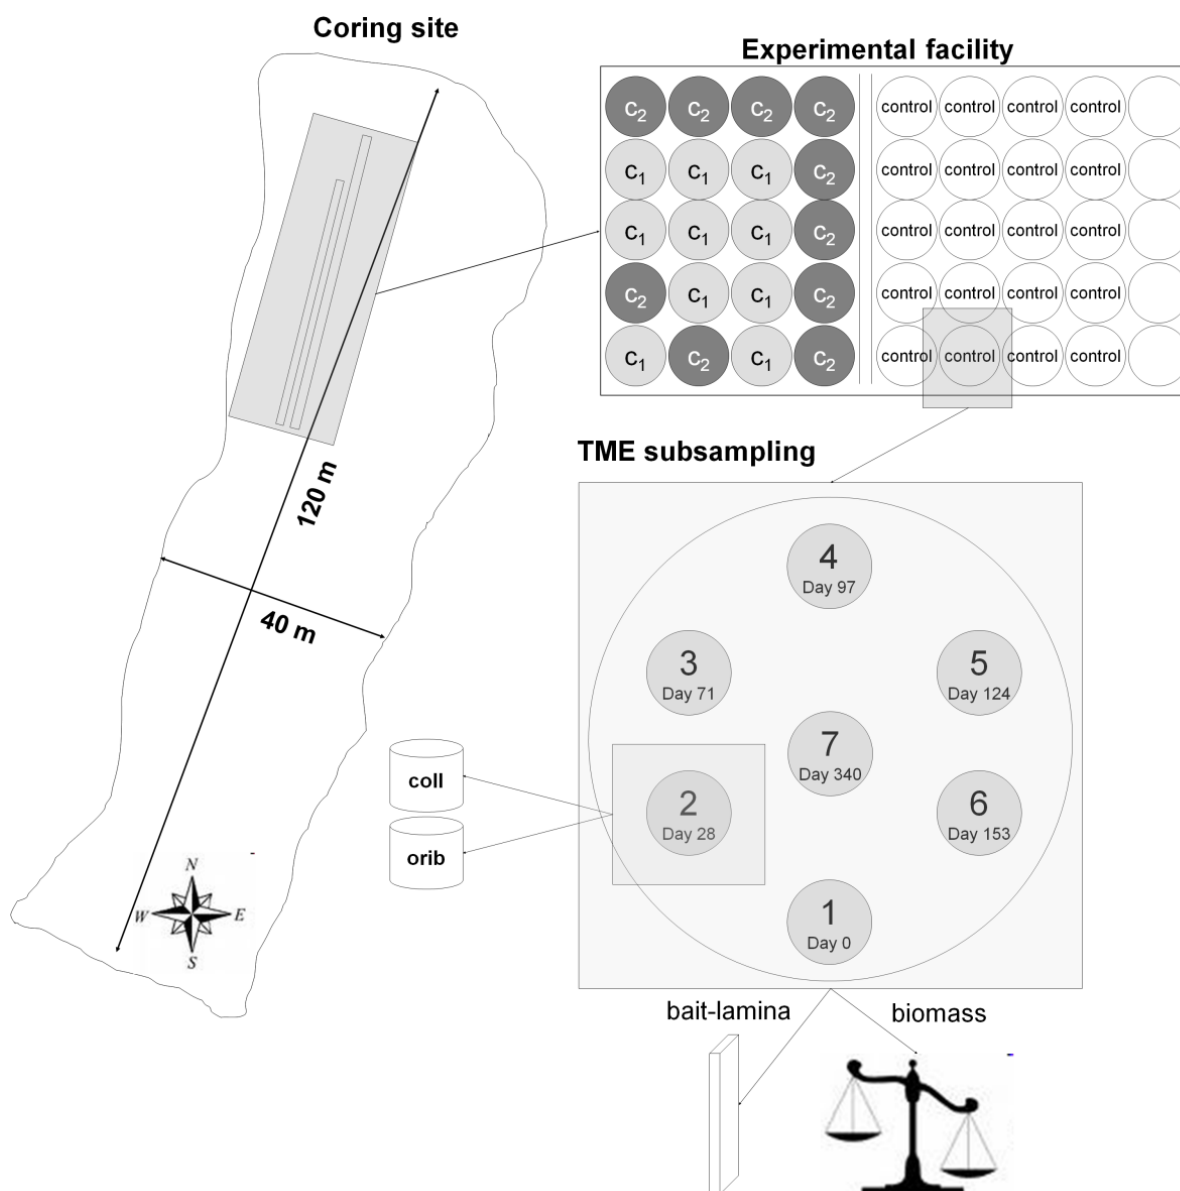 Coring site
Experimental facility
c2 c2 c2 c2 control control control control
c1 c1 c1 c2 control control control control
c1 c1 c1 c2 control control control control
c2 c1 c1 c2 control control control control
c1 c2 c1 c2 control control control control
120 m
40 m
TME subsampling
4
Day 97
3
Day 71
5
Day 124
7
Day 340
2
Day 28
6
Day 153
1
Day 0
coll
orib
N
W E
S
bait-lamina
biomass